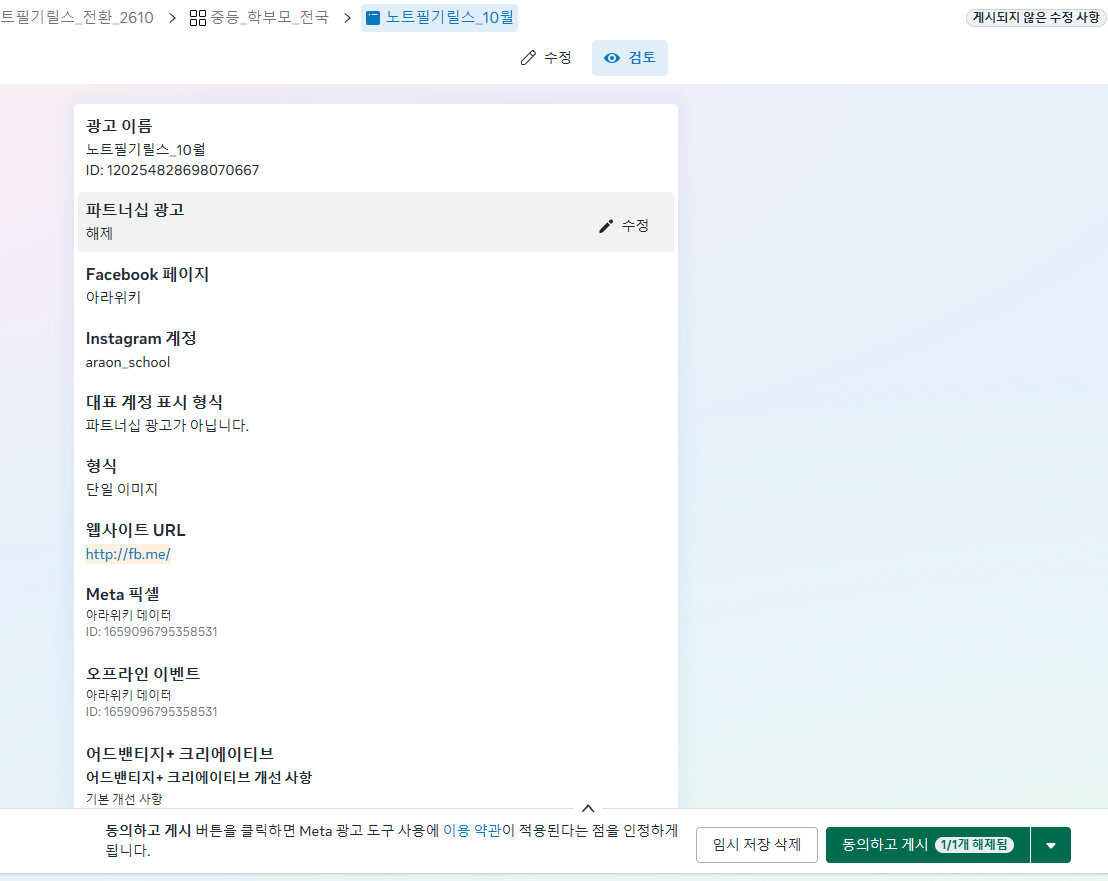 트필기릴스_전환_2610 > 중등_학부모_전국 > 노트필기릴스_10월 게시되지 않은 수정 사항
수정 검토
광고 이름
노트필기릴스_10월
ID: 120254828698070667
파트너십 광고
해제
수정
Facebook 페이지
아라위키
Instagram 계정
araon_school
대표 계정 표시 형식
파트너십 광고가 아닙니다.
형식
단일 이미지
웹사이트 URL
http://fb.me/
Meta 픽셀
아라위키 데이터
ID: 1659096795358531
오프라인 이벤트
아라위키 데이터
ID: 1659096795358531
어드밴티지+ 크리에이티브
어드밴티지+ 크리에이티브 개선 사항
기본 개선 사항
동의하고 게시 버튼을 클릭하면 Meta 광고 도구 사용에 이용 약관이 적용된다는 점을 인정하게
됩니다.
임시 저장 삭제
동의하고 게시 1/1개 해제됨